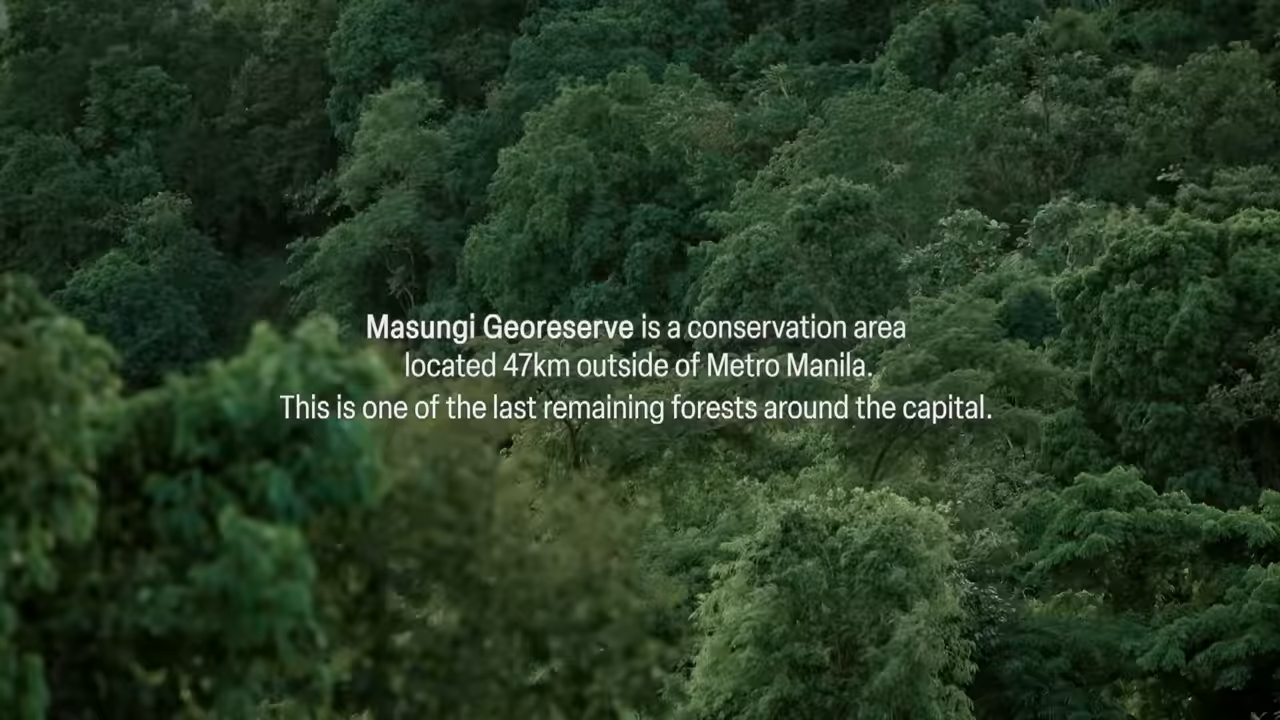 Masungi Georeserve is a conservation area
located 47km outside of Metro Manila.
This is one of the last remaining forests around the capital.